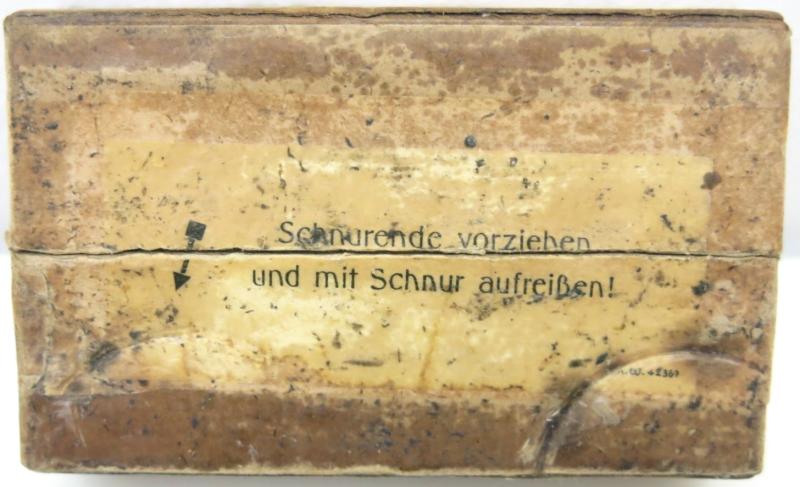 Schnurende vorziehen
und mit Schnur aufreißen!